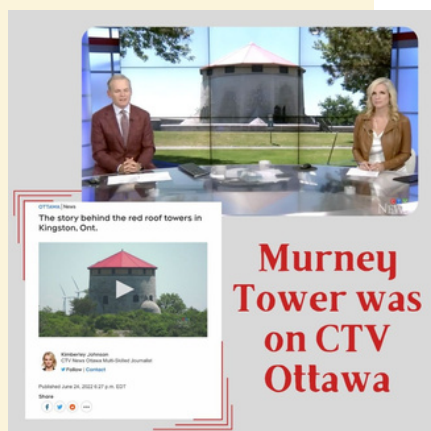 OTTAWA | News
The story behind the red roof towers in
Kingston, Ont.
Kimberley Johnson
CTV News Ottawa Multi-Skilled Journalist
Follow | Contact
Published June 24, 2022 6:27 p.m. EDT
Share
Murney
Tower was
on CTV
Ottawa